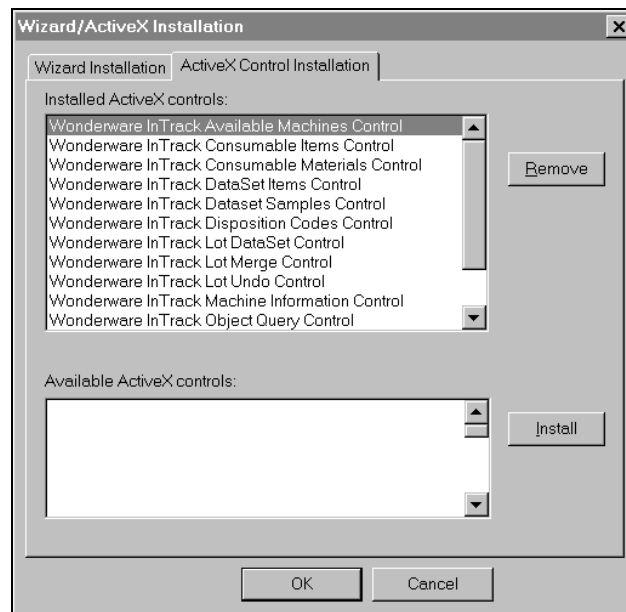 Wizard/ActiveX Installation
Wizard Installation
ActiveX Control Installation
Installed ActiveX controls:
Wonderware InTrack Available Machines Control
Wonderware InTrack Consumable Items Control
Wonderware InTrack Consumable Materials Control
Wonderware InTrack DataSet Items Control
Wonderware InTrack Dataset Samples Control
Wonderware InTrack Disposition Codes Control
Wonderware InTrack Lot DataSet Control
Wonderware InTrack Lot Merge Control
Wonderware InTrack Lot Undo Control
Wonderware InTrack Machine Information Control
Wonderware InTrack Object Query Control
Remove
Available ActiveX controls:
Install
OK
Cancel